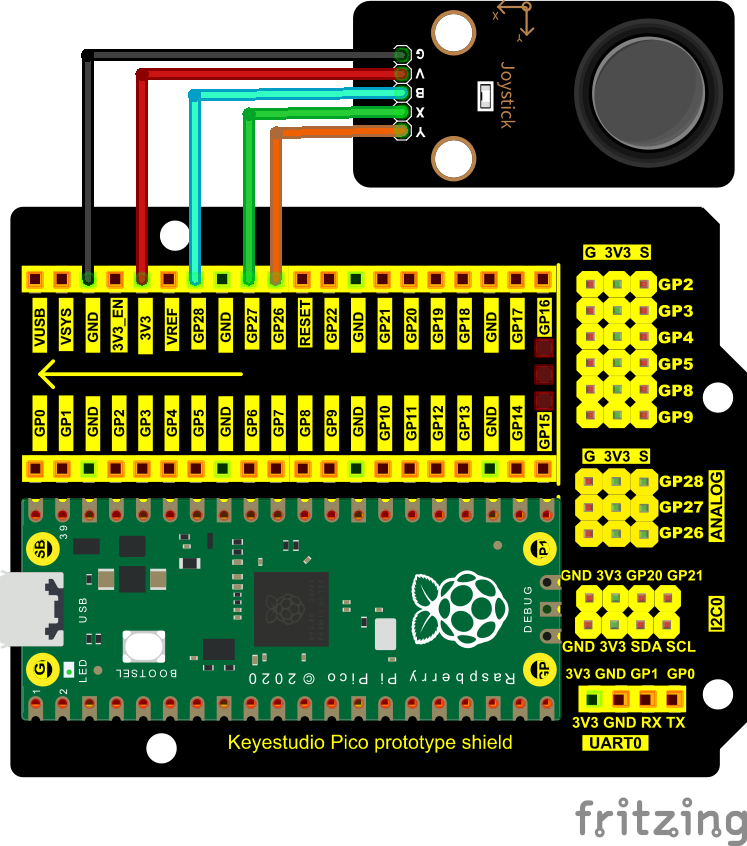 X
Y
G
V
B
X
Y
Joystick
G 3V3 S
GP2
GP3
GP4
GP5
GP8
GP9
VUSB
VSYS
GND
3V3_EN
3V3
VREF
GP28
GND
GP27
GP26
RESET
GP22
GND
GP21
GP20
GP19
GP18
GND
GP17
GP16
GP0
GP1
GND
GP2
GP3
GP4
GP5
GND
GP6
GP7
GP8
GP9
GND
GP10
GP11
GP12
GP13
GND
GP14
GP15
G 3V3 S
GP28
GP27
GP26
ANALOG
39
USB
DEBUG
LED
BOOTSEL
1
2
Raspberry Pi Pico © 2020
GND 3V3 GP20 GP21
I2C0
GND 3V3 SDA SCL
3V3 GND GP1 GP0
3V3 GND RX TX
UART0
Keyestudio Pico prototype shield
fritzing